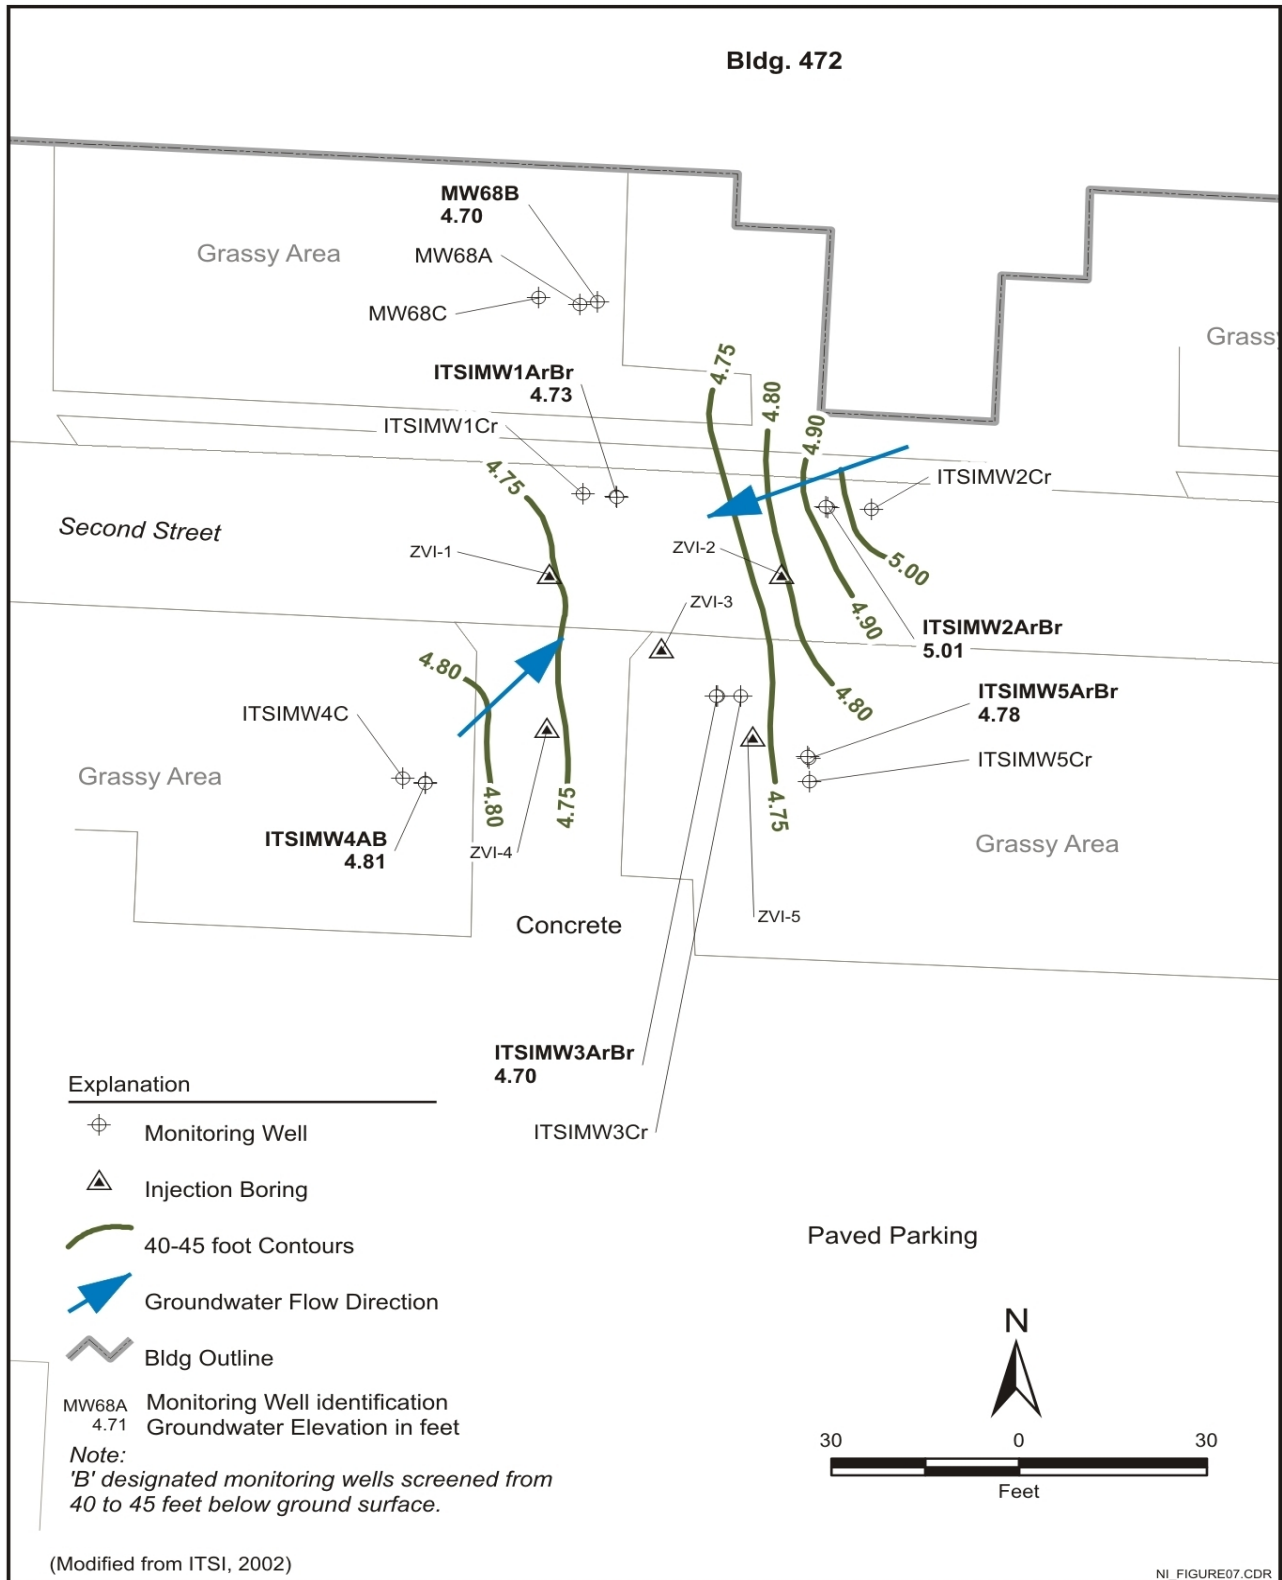 Bldg. 472
MW68B
4.70
Grassy Area
MW68A
MW68C
Grassy
4.75
ITSIMW1ArBr
4.73
4.80
ITSIMW1Cr
4.90
4.75
ITSIMW2Cr
Second Street
ZVI-1
ZVI-2
5.00
ZVI-3
4.90
ITSIMW2ArBr
5.01
4.80
4.80
ITSIMW5ArBr
4.78
ITSIMW4C
ITSIMW5Cr
Grassy Area
4.80
4.75
4.75
ITSIMW4AB
4.81
ZVI-4
Grassy Area
Concrete
ZVI-5
ITSIMW3ArBr
4.70
ITSIMW3Cr
Explanation
Monitoring Well
Injection Boring
40-45 foot Contours
Groundwater Flow Direction
Bldg Outline
MW68A
4.71
Monitoring Well identification
Groundwater Elevation in feet
Note:
'B' designated monitoring wells screened from
40 to 45 feet below ground surface.
Paved Parking
N
30 0 30
Feet
(Modified from ITSI, 2002)
NI_FIGURE07.CDR